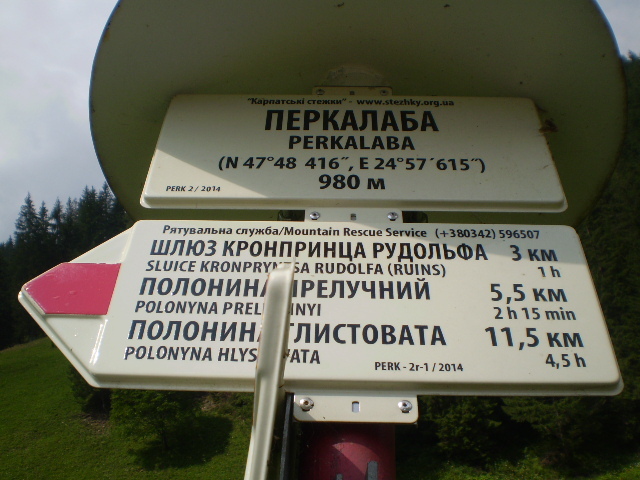 "Карпатські стежки" - www.stezhky.org.ua
ПЕРКАЛАБА
PERKALABA
(N 47°48 416˝, E 24°57´615˝)
980 м
PERK 2 / 2014
Рятувальна служба/Mountain Rescue Service (+380342) 596507
ШЛЮЗ КРОНПРИНЦА РУДОЛЬФА 3 км
SLUICE KRONPRYNTSA RUDOLFA (RUINS) 1 h
ПОЛОНИНА ПРЕЛУЧНИЙ 5,5 км
POLONYNA 2 h 15 min
ПОЛОНИНА ГЛИСТОВАТА 11,5 км
POLONYNA 4,5 h
PERK - 2r-1 / 2014